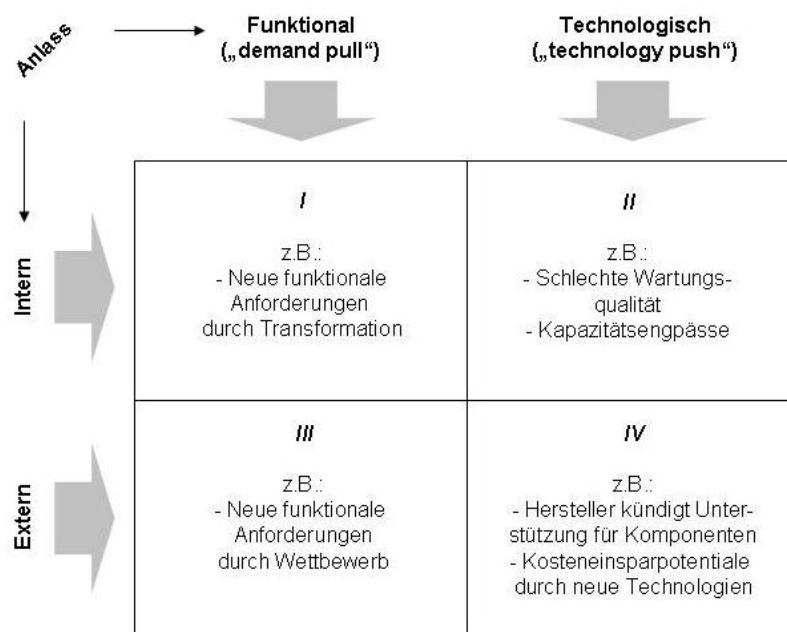 Anlass
Funktional
(„demand pull“)
Technologisch
(„technology push“)
Intern
I
z.B.:
- Neue funktionale
Anforderungen
durch Transformation
II
z.B.:
- Schlechte Wartungs-
qualität
- Kapazitätsengpässe
Extern
III
z.B.:
- Neue funktionale
Anforderungen
durch Wettbewerb
IV
z.B.:
- Hersteller kündigt Unter-
stützung für Komponenten
- Kosteneinsparpotentiale
durch neue Technologien